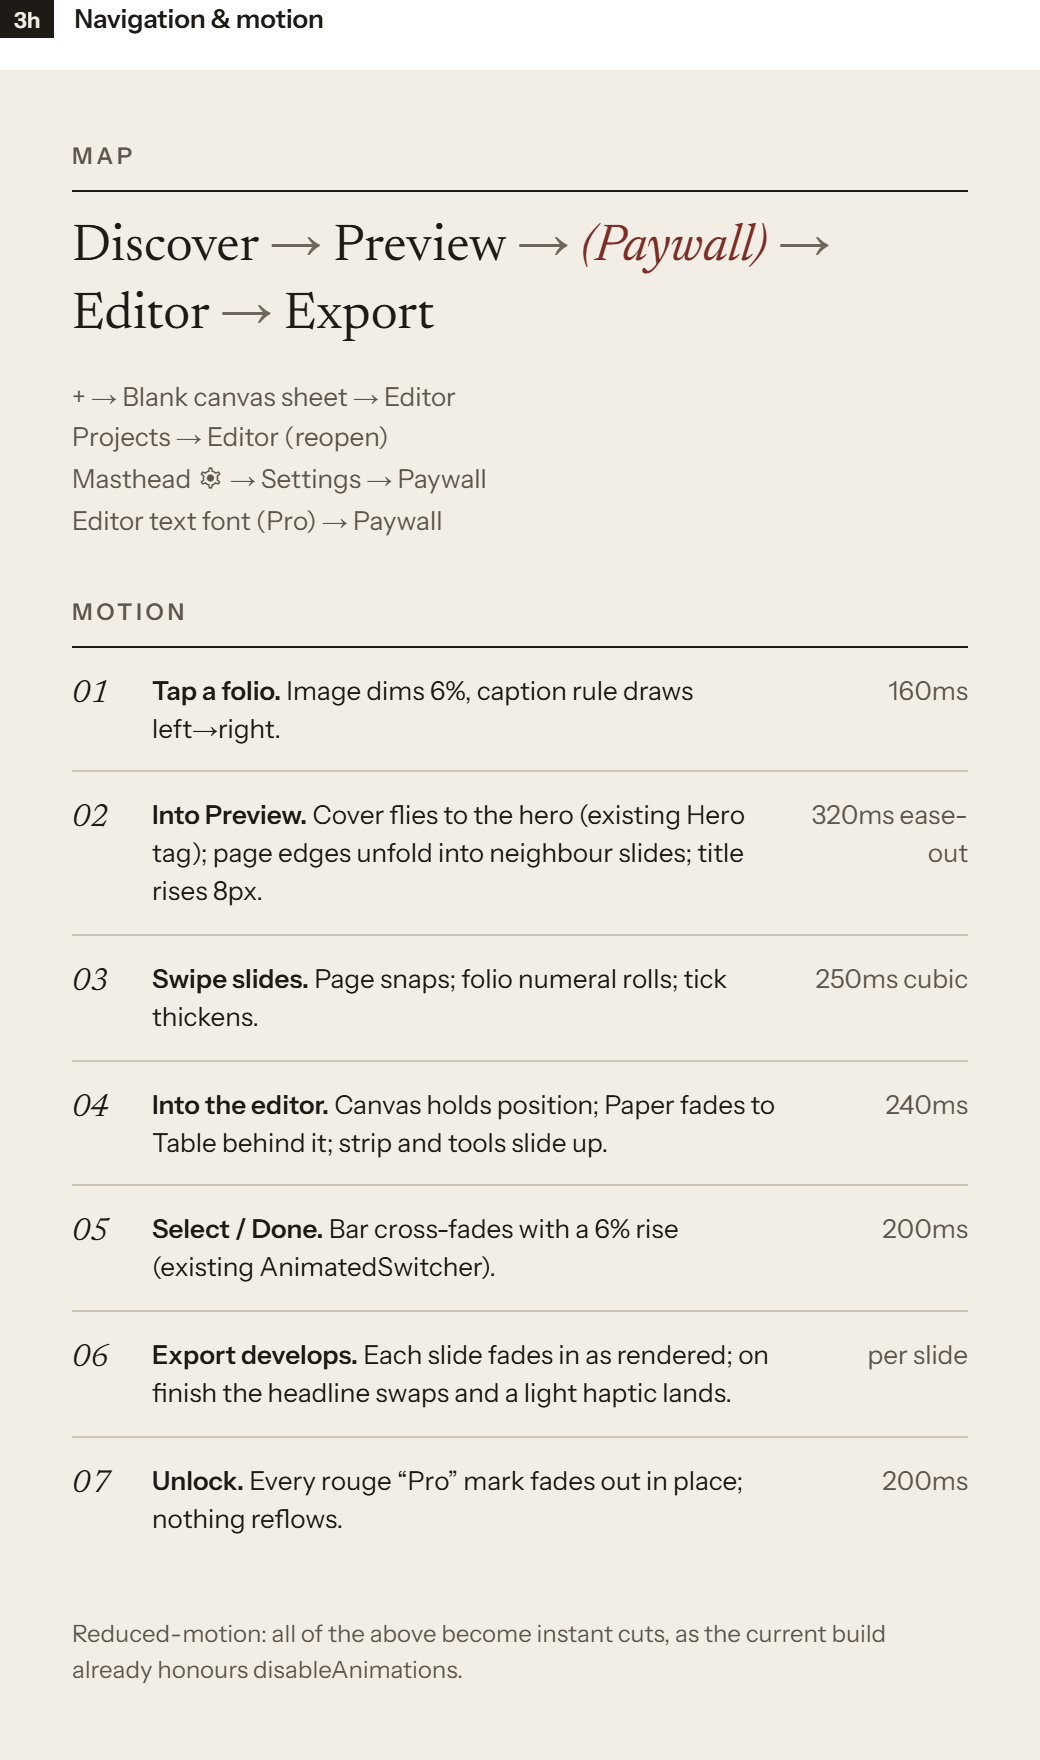 3h Navigation & motion
MAP
Discover → Preview → (Paywall) →
Editor → Export
+ → Blank canvas sheet → Editor
Projects → Editor (reopen)
Masthead ⚙ → Settings → Paywall
Editor text font (Pro) → Paywall
MOTION
01 Tap a folio. Image dims 6%, caption rule draws 160ms
left→right.
02 Into Preview. Cover flies to the hero (existing Hero 320ms ease-
tag); page edges unfold into neighbour slides; title out
rises 8px.
03 Swipe slides. Page snaps; folio numeral rolls; tick 250ms cubic
thickens.
04 Into the editor. Canvas holds position; Paper fades to 240ms
Table behind it; strip and tools slide up.
05 Select / Done. Bar cross-fades with a 6% rise 200ms
(existing AnimatedSwitcher).
06 Export develops. Each slide fades in as rendered; on per slide
finish the headline swaps and a light haptic lands.
07 Unlock. Every rouge “Pro” mark fades out in place; 200ms
nothing reflows.
Reduced-motion: all of the above become instant cuts, as the current build
already honours disableAnimations.